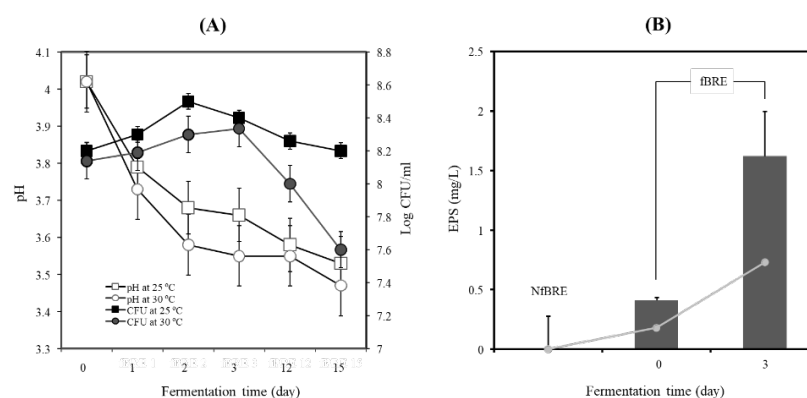 (A)
4.1
4
3.9
3.8
3.7
3.6
3.5
3.4
3.3
pH
8.8
8.6
8.4
8.2
8
7.8
7.6
7.4
7.2
7
Log CFU/ml
pH at 25 °C
pH at 30 °C
CFU at 25 °C
CFU at 30 °C
0 1 2 3 12 15
Fermentation time (day)
(B)
2.5
2
1.5
1
0.5
0
EPS (mg/L)
fBRE
NfBRE
0 3
Fermentation time (day)